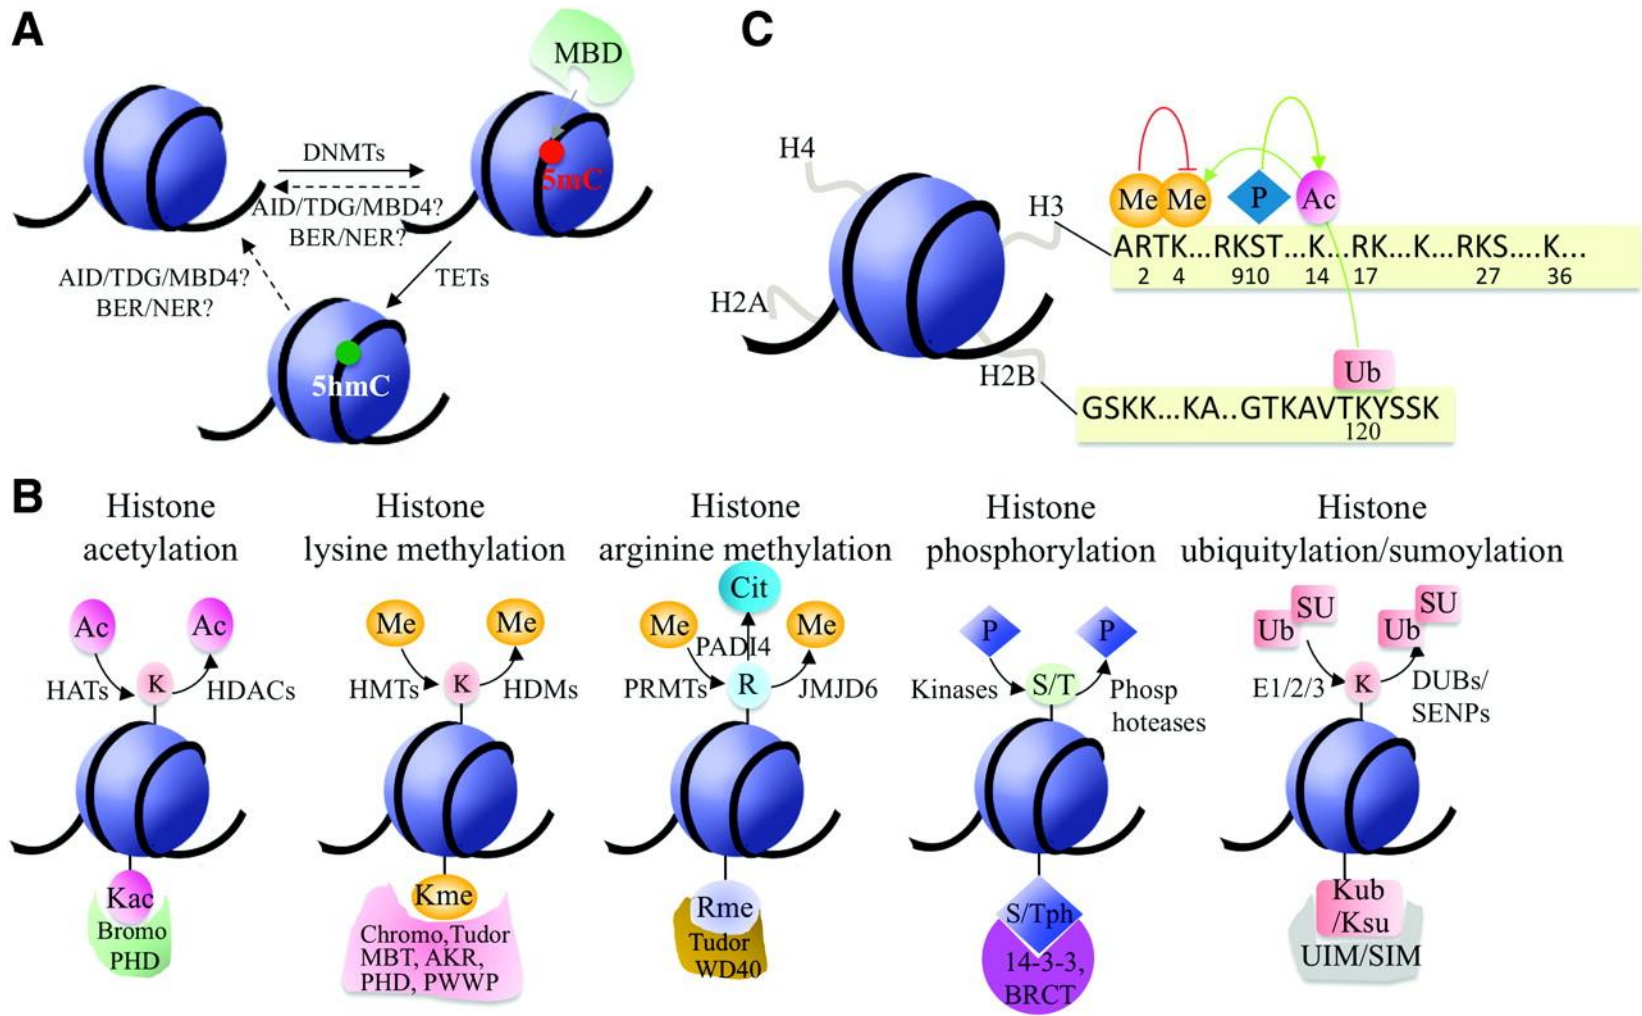 A
MBD
DNMTs
5mC
AID/TDG/MBD4?
BER/NER?
AID/TDG/MBD4?
BER/NER?
TETs
5hmC
C
H4
H3
H2A
H2B
Me Me P Ac
ARTK...RKST...K...RK...K...RKS....K...
2 4 910 14 17 27 36
Ub
GSKK...KA..GTKAVTKYSSK
120
B
Histone
acetylation
Ac Ac
HATs K HDACs
Kac
Bromo
PHD
Histone
lysine methylation
Me Me
HMTs K HDMs
Kme
Chromo,Tudor
MBT, AKR,
PHD, PWWP
Histone
arginine methylation
Cit
Me Me
PADI4
PRMTs R JMJD6
Rme
Tudor
WD40
Histone
phosphorylation
P P
Kinases S/T Phosp
hoteases
S/Tph
14-3-3,
BRCT
Histone
ubiquitylation/sumoylation
SU SU
Ub Ub
E1/2/3 K DUBs/
SENPs
Kub
/Ksu
UIM/SIM